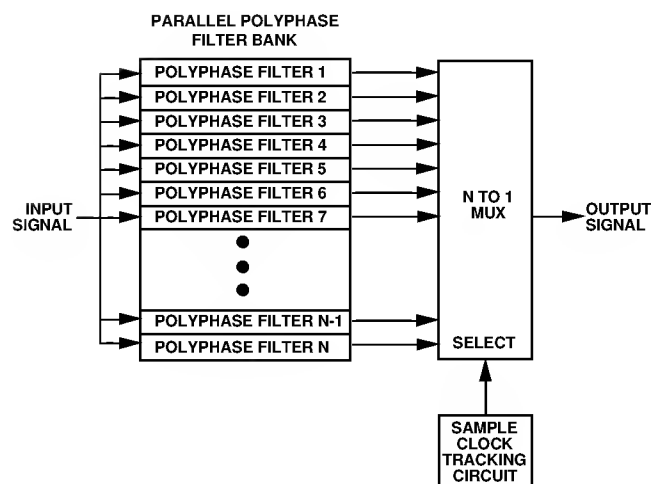 PARALLEL POLYPHASE
FILTER BANK
POLYPHASE FILTER 1
POLYPHASE FILTER 2
POLYPHASE FILTER 3
POLYPHASE FILTER 4
POLYPHASE FILTER 5
POLYPHASE FILTER 6
POLYPHASE FILTER 7
POLYPHASE FILTER N-1
POLYPHASE FILTER N
INPUT
SIGNAL
N TO 1
MUX
SELECT
OUTPUT
SIGNAL
SAMPLE
CLOCK
TRACKING
CIRCUIT